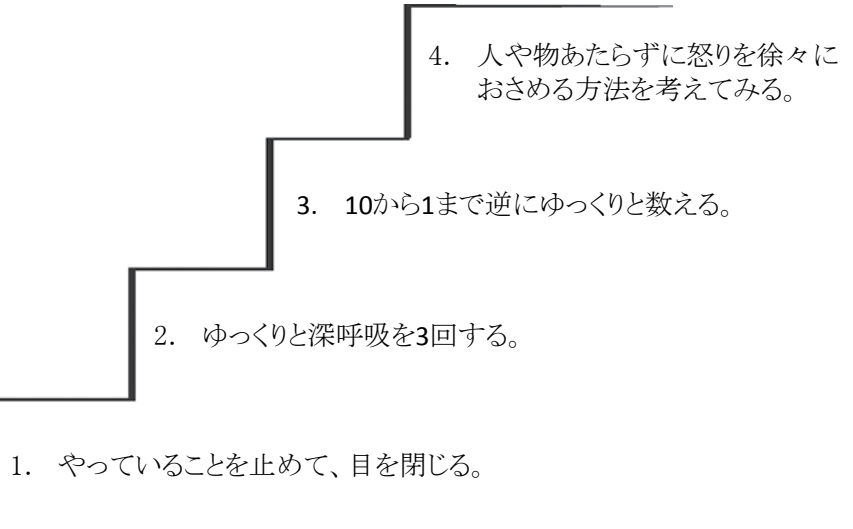 4. 人や物あたらずに怒りを徐々に
おさめる方法を考えてみる。
3. 10から1まで逆にゆっくりと数える。
2. ゆっくりと深呼吸を3回する。
1. やっていることを止めて、目を閉じる。